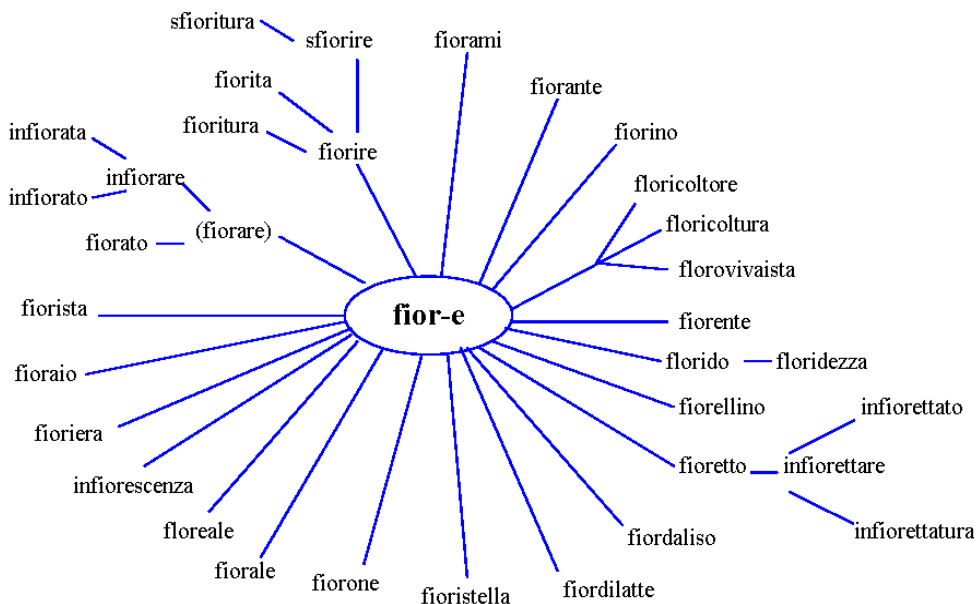 sfioritura
sfiorire
fiorami
fiorita
fiorante
fioritura
fiorire
fiorino
infiorata
infiorare
floricoltore
infiorato
(fiorare)
floricoltura
fiorato
florovivaista
fiorista
fior-e
fiorente
fioraio
florido
floridezza
fiorellino
infiorettato
fioriera
fioretto
infiorettare
infiorescenza
floreale
fiordaliso
infiorettatura
fiorale
fiorone
fioristella
fiordilatte